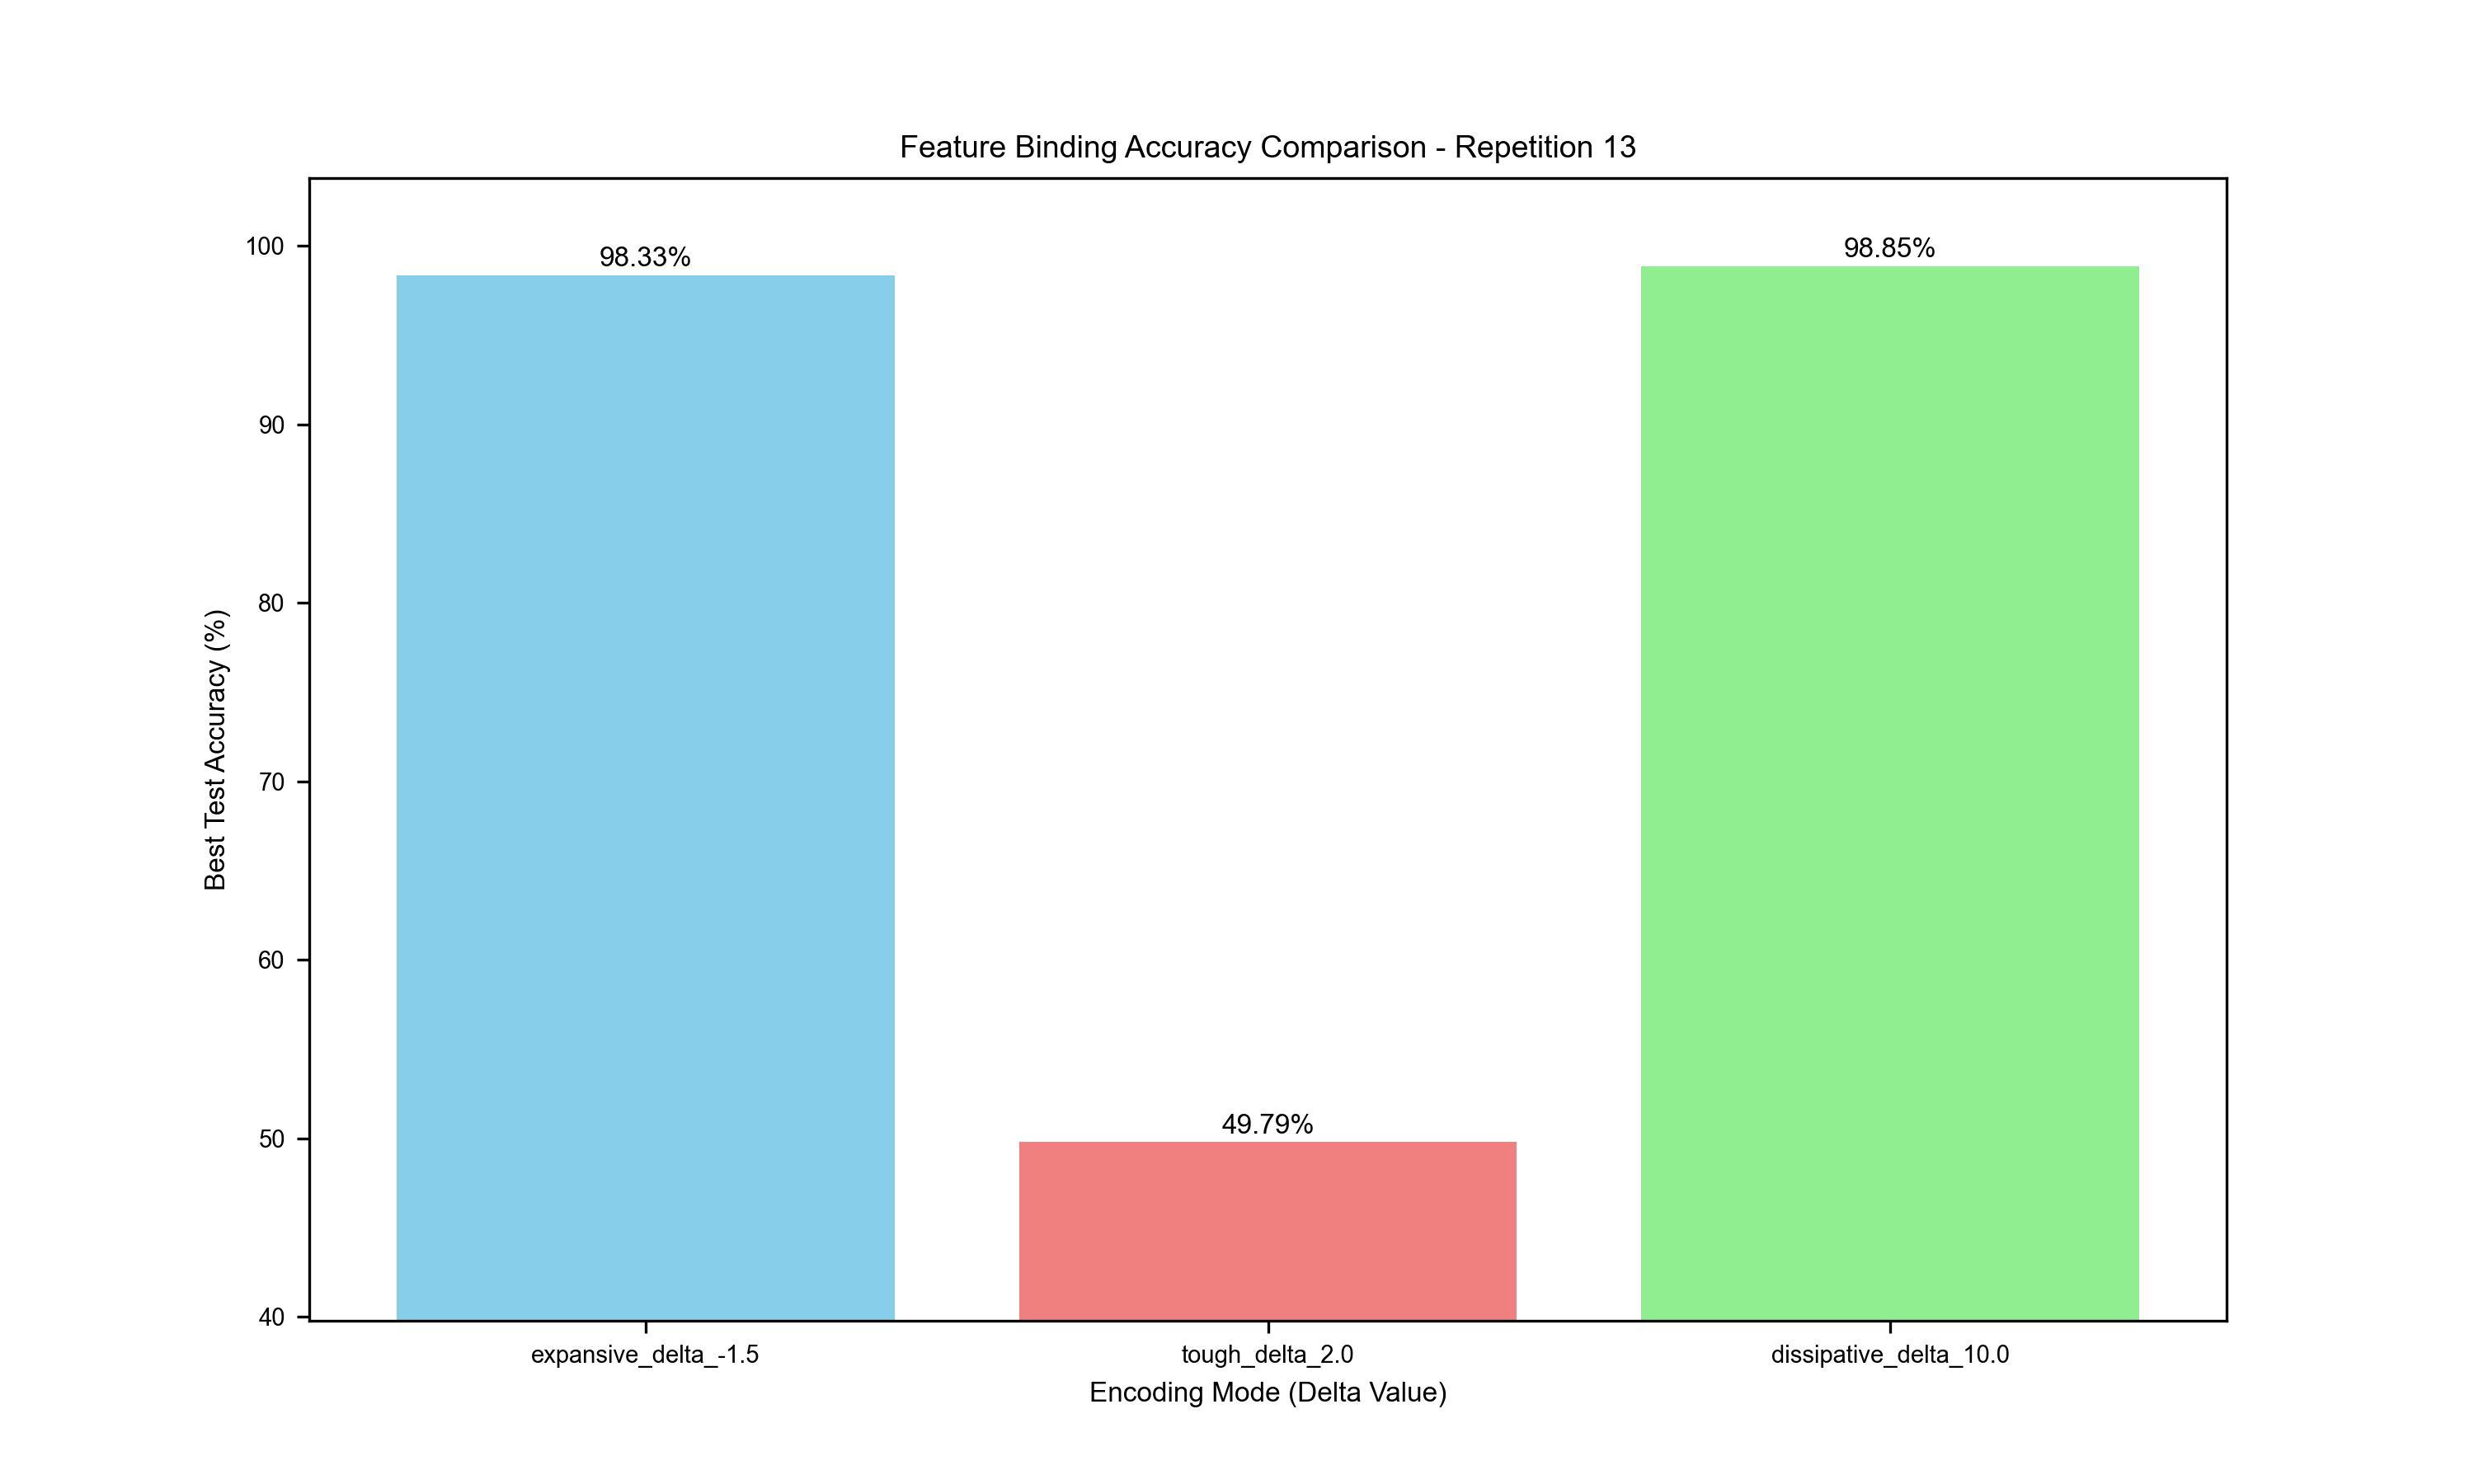 Feature Binding Accuracy Comparison - Repetition 13
Best Test Accuracy (%)
100
90
80
70
60
50
40
98.33%
49.79%
98.85%
expansive_delta_-1.5
tough_delta_2.0
dissipative_delta_10.0
Encoding Mode (Delta Value)